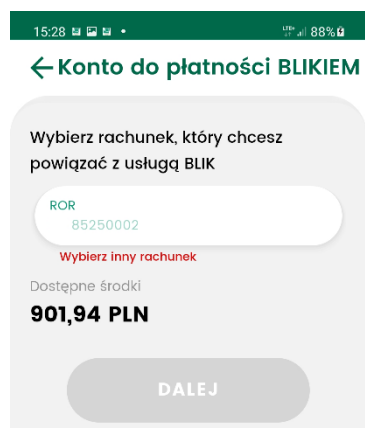 15:28 88%
Konto do płatności BLIKIEM
Wybierz rachunek, który chcesz
powiązać z usługą BLIK
ROR
85250002
Wybierz inny rachunek
Dostępne środki
901,94 PLN
DALEJ